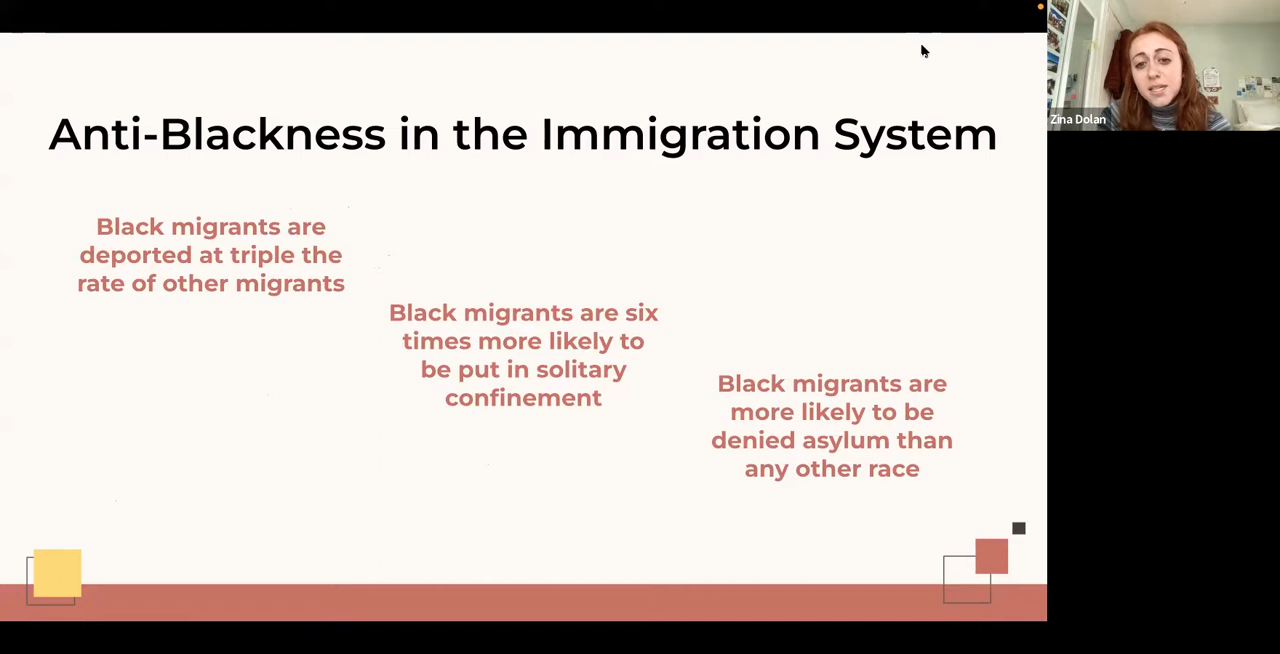 Anti-Blackness in the Immigration System
Black migrants are
deported at triple the
rate of other migrants
Black migrants are six
times more likely to
be put in solitary
confinement
Black migrants are
more likely to be
denied asylum than
any other race
Zina Dolan